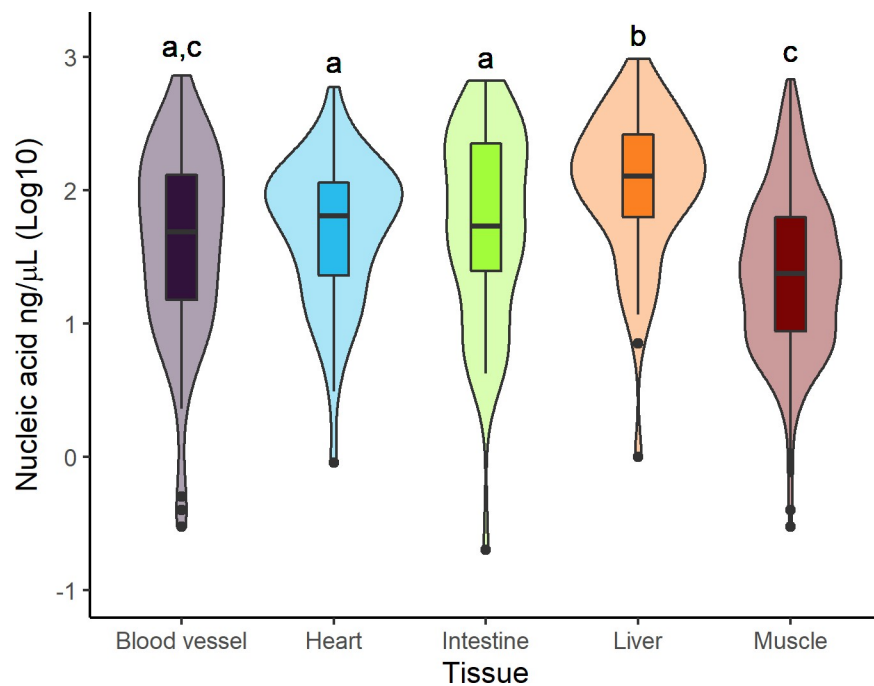 Nucleic acid ng/μL (Log10)
3
2
1
0
-1
a,c
a
a
b
c
Blood vessel
Heart
Intestine
Liver
Muscle
Tissue